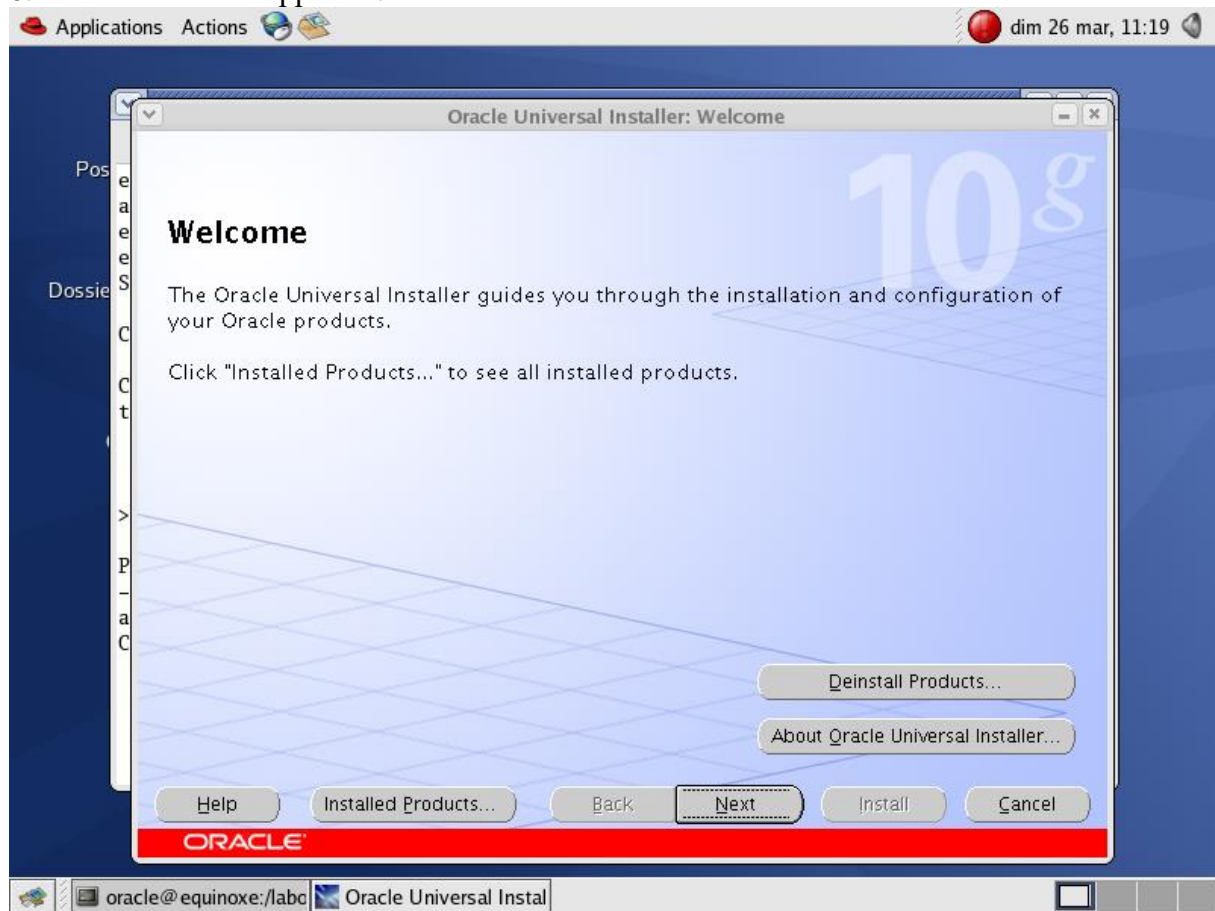 Applications Actions
dim 26 mar, 11:19
Oracle Universal Installer: Welcome
Pos
e
a
e
e
Dossie
S
C
C
t
>
P
-
a
C
10g
Welcome
The Oracle Universal Installer guides you through the installation and configuration of
your Oracle products.
Click "Installed Products..." to see all installed products.
Deinstall Products...
About Oracle Universal Installer...
Help
Installed Products...
Back
Next
Install
Cancel
ORACLE
oracle@equinoxe:/labo
Oracle Universal Instal